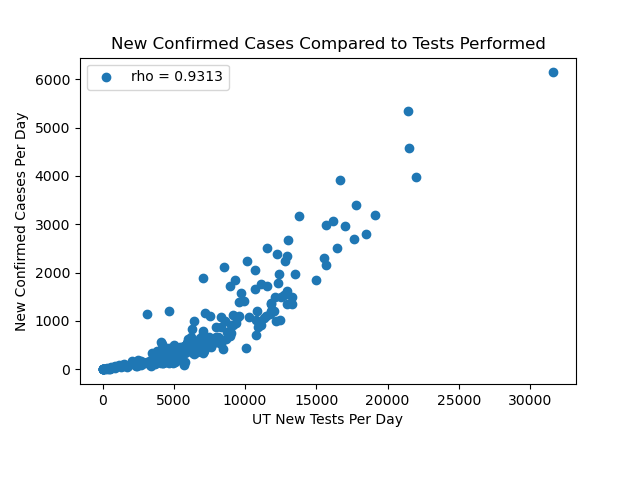 New Confirmed Cases Compared to Tests Performed
rho = 0.9313
New Confirmed Caeses Per Day
6000
5000
4000
3000
2000
1000
0
0 5000 10000 15000 20000 25000 30000
UT New Tests Per Day